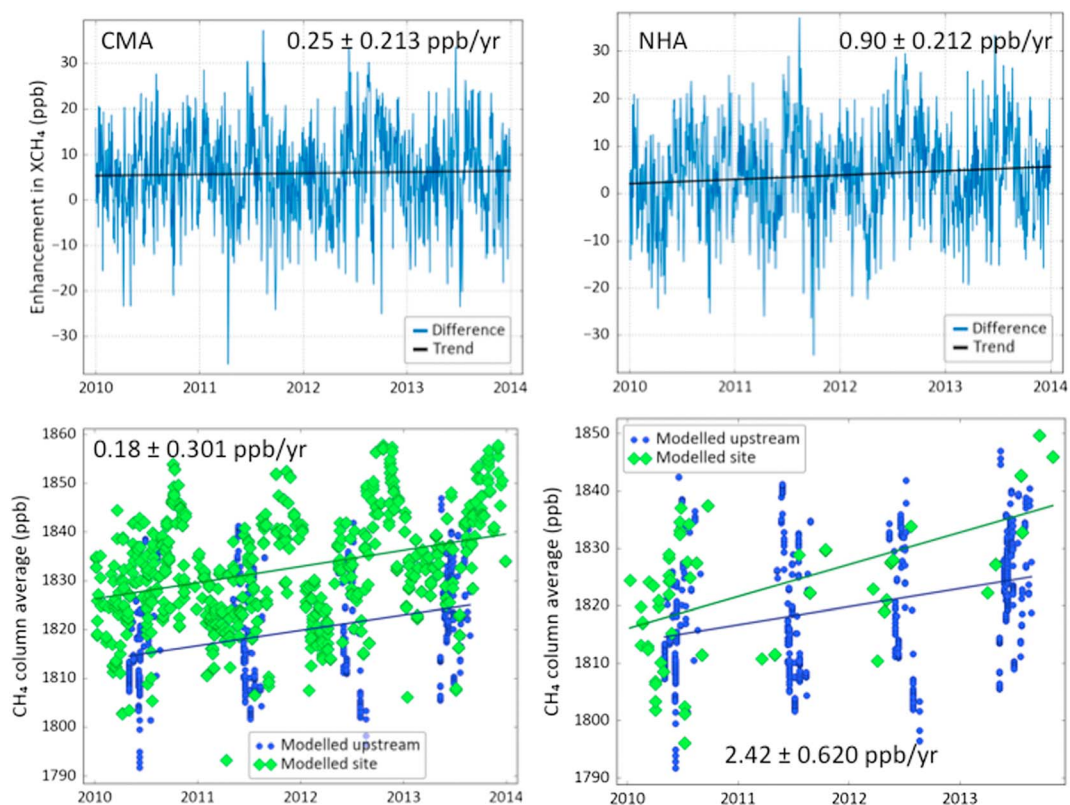 CMA 0.25 ± 0.213 ppb/yr
Enhancement in XCH₄ (ppb)
30
20
10
0
−10
−20
−30
Difference
Trend
2010 2011 2012 2013 2014
NHA 0.90 ± 0.212 ppb/yr
30
20
10
0
−10
−20
−30
Difference
Trend
2010 2011 2012 2013 2014
0.18 ± 0.301 ppb/yr
CH₄ column average (ppb)
1860
1850
1840
1830
1820
1810
1800
1790
Modelled upstream
Modelled site
2010 2011 2012 2013 2014
Modelled upstream
Modelled site
CH₄ column average (ppb)
1850
1840
1830
1820
1810
1800
1790
2.42 ± 0.620 ppb/yr
2010 2011 2012 2013